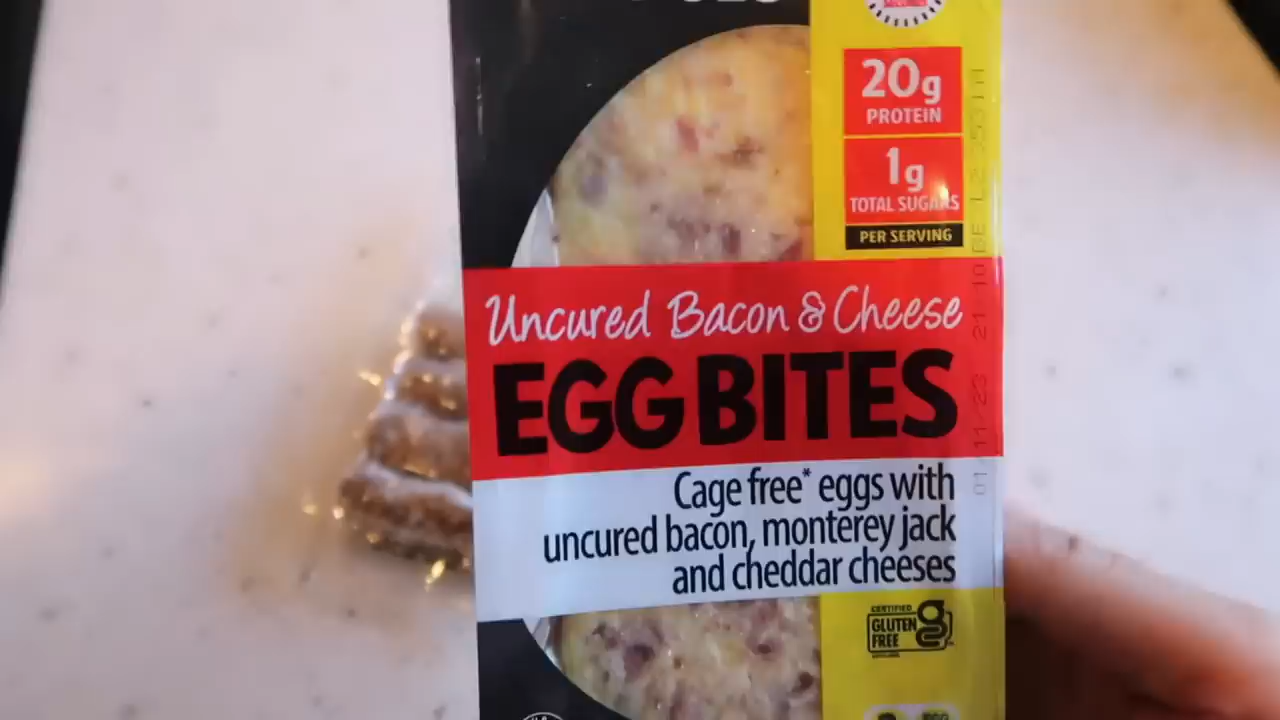 20g
PROTEIN
1g
TOTAL SUGARS
PER SERVING
Uncured Bacon & Cheese
EGG BITES
Cage free* eggs with
uncured bacon, monterey jack
and cheddar cheeses
CERTIFIED
GLUTEN
FREE
EGG